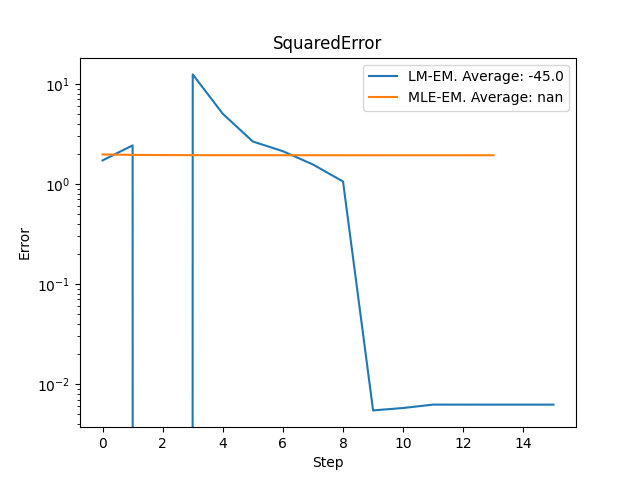 SquaredError
LM-EM. Average: -45.0
MLE-EM. Average: nan
Error
10¹
10⁰
10⁻¹
10⁻²
0 2 4 6 8 10 12 14
Step